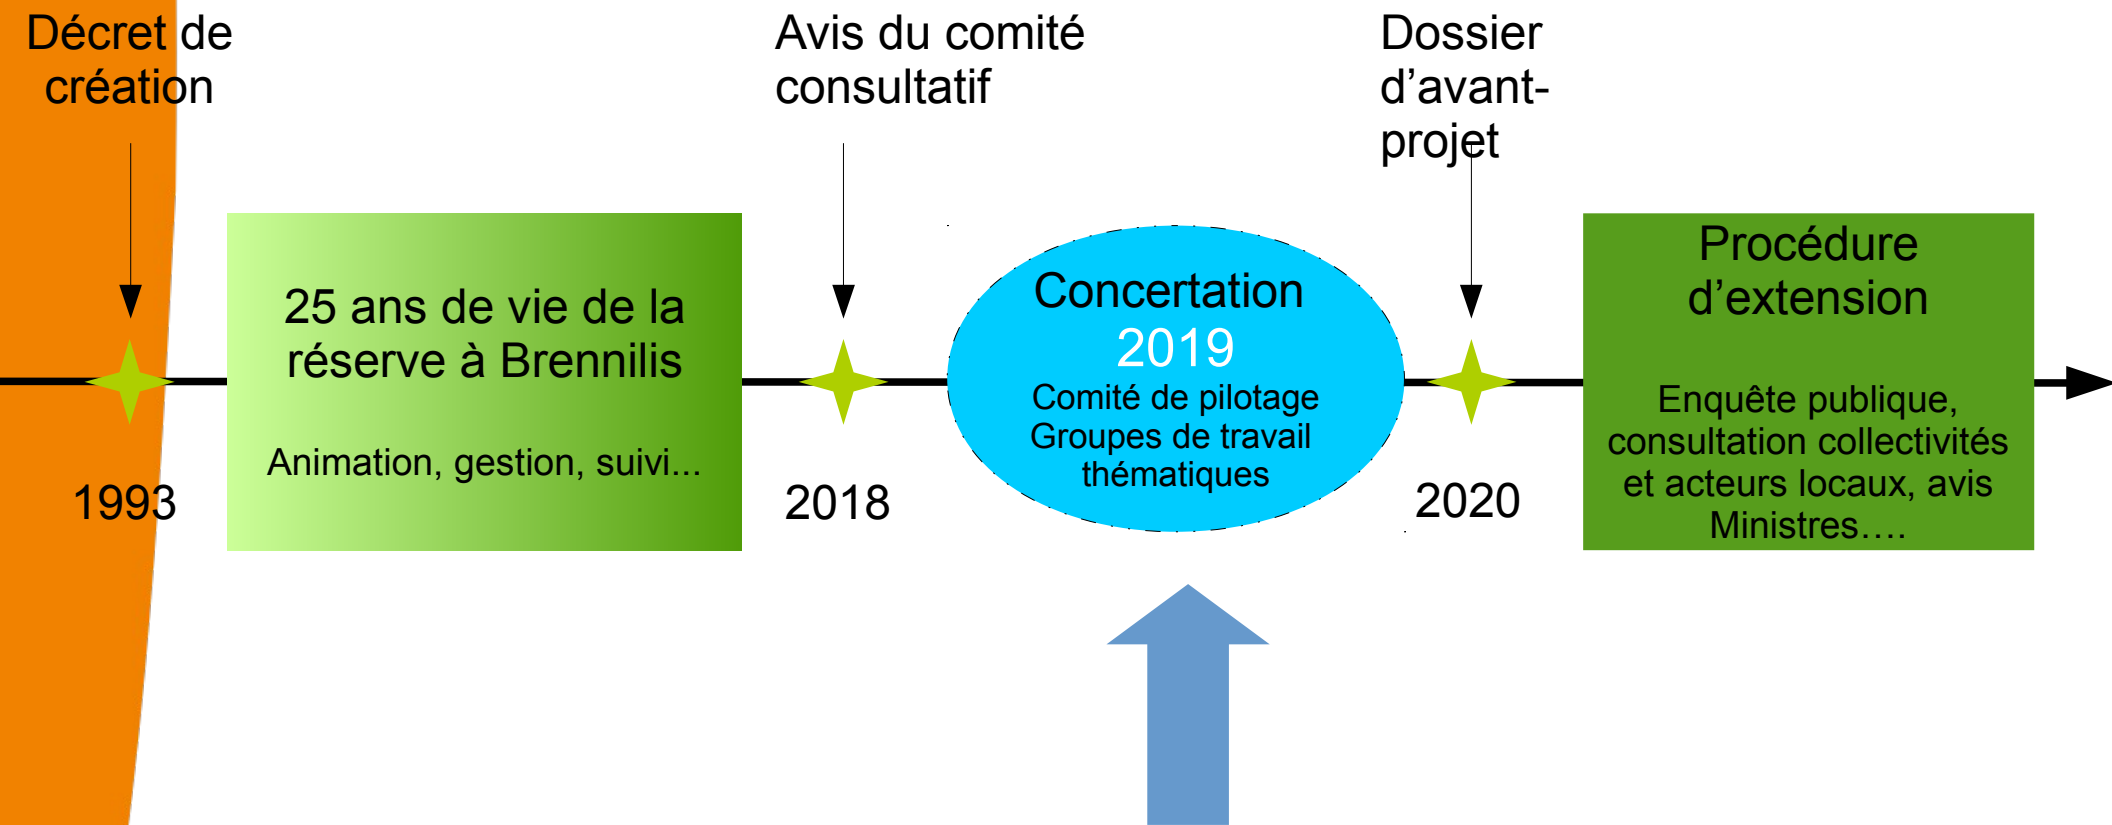 Décret de
création
Avis du comité
consultatif
Dossier
d’avant-
projet
25 ans de vie de la
réserve à Brennilis
Animation, gestion, suivi...
Concertation
2019
Comité de pilotage
Groupes de travail
thématiques
Procédure
d’extension
Enquête publique,
consultation collectivités
et acteurs locaux, avis
Ministres….
1993
2018
2020